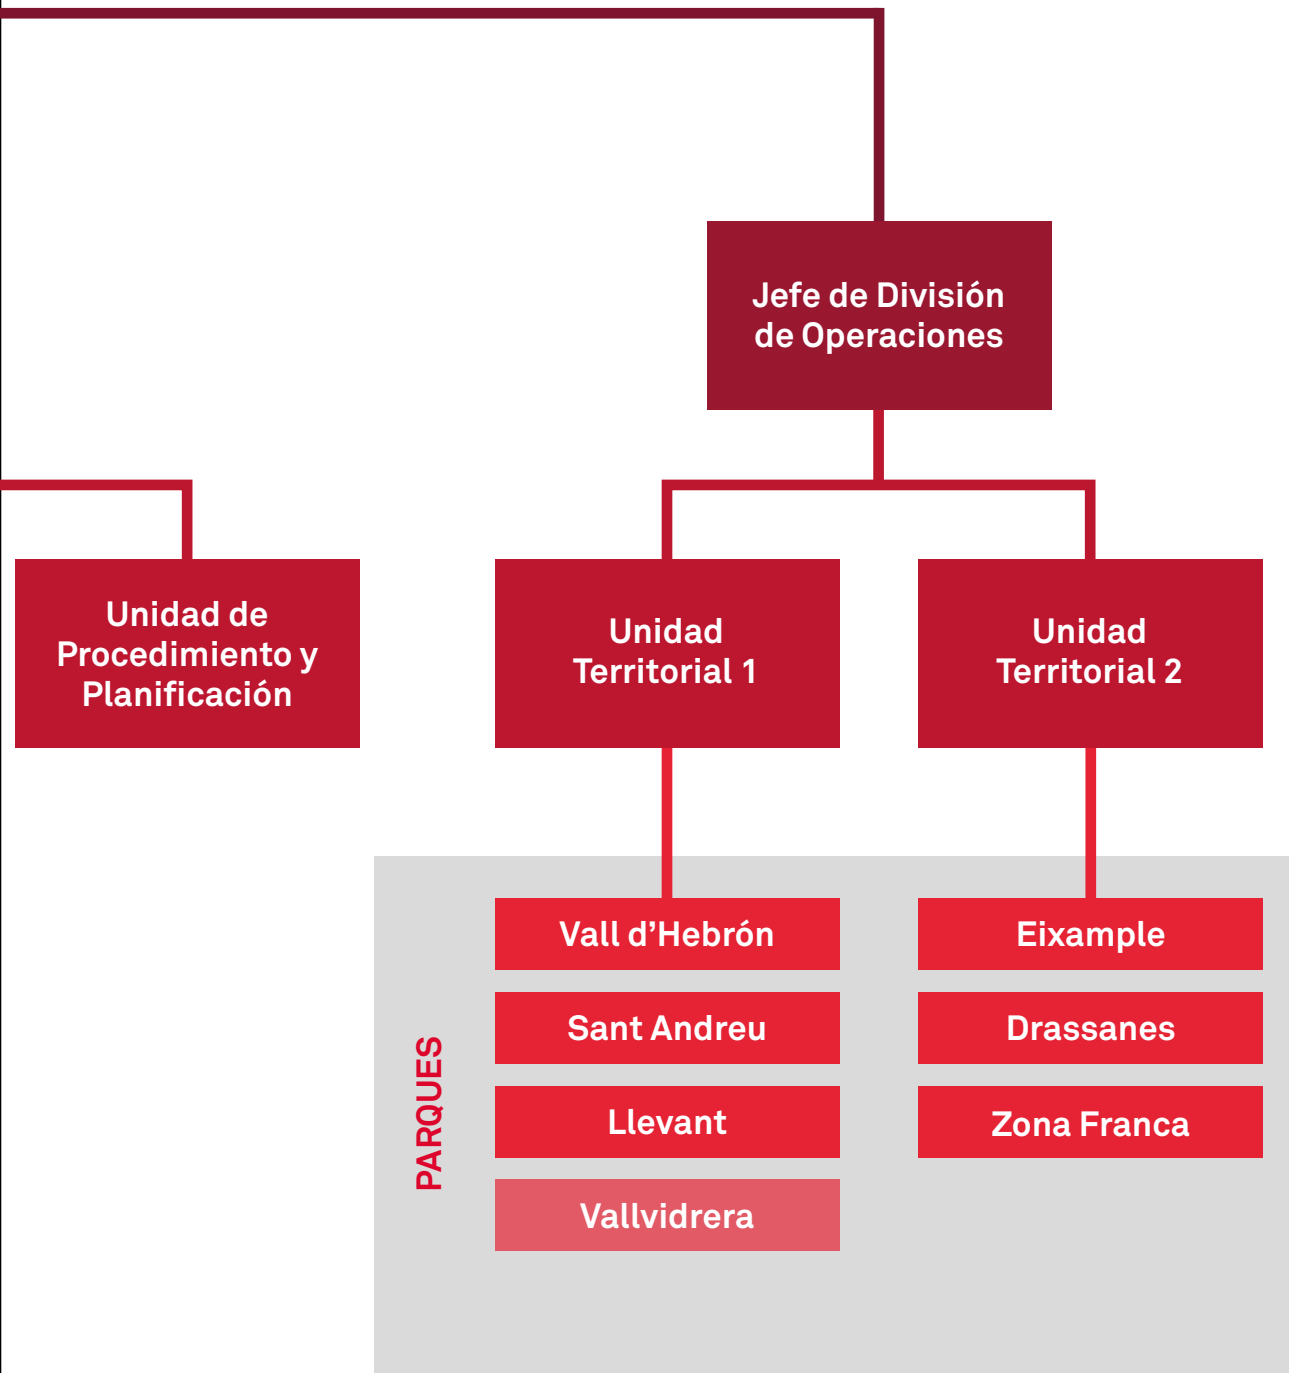 Jefe de División
de Operaciones
Unidad de
Procedimiento y
Planificación
Unidad
Territorial 1
Unidad
Territorial 2
PARQUES
Vall d’Hebrón
Sant Andreu
Llevant
Vallvidrera
Eixample
Drassanes
Zona Franca